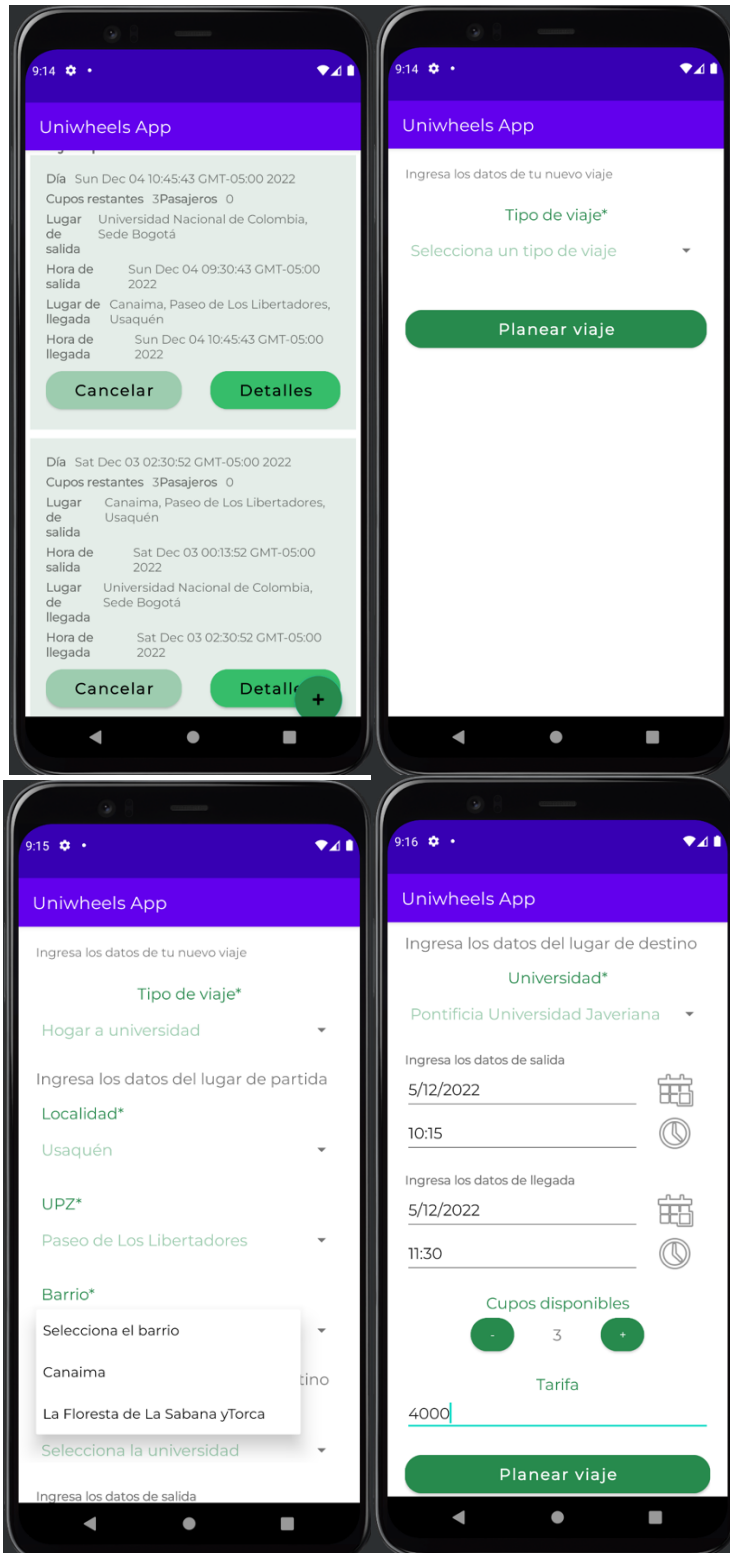 9:14
Uniwheels App
Día Sun Dec 04 10:45:43 GMT-05:00 2022
Cupos restantes 3Pasajeros 0
Lugar de salida Universidad Nacional de Colombia, Sede Bogotá
Hora de salida Sun Dec 04 09:30:43 GMT-05:00 2022
Lugar de llegada Canaima, Paseo de Los Libertadores, Usaquén
Hora de llegada Sun Dec 04 10:45:43 GMT-05:00 2022
Cancelar Detalles
Día Sat Dec 03 02:30:52 GMT-05:00 2022
Cupos restantes 3Pasajeros 0
Lugar de salida Canaima, Paseo de Los Libertadores, Usaquén
Hora de salida Sat Dec 03 00:13:52 GMT-05:00 2022
Lugar de llegada Universidad Nacional de Colombia, Sede Bogotá
Hora de llegada Sat Dec 03 02:30:52 GMT-05:00 2022
Cancelar Detalle
+
9:14
Uniwheels App
Ingresa los datos de tu nuevo viaje
Tipo de viaje*
Selecciona un tipo de viaje
Planear viaje
9:15
Uniwheels App
Ingresa los datos de tu nuevo viaje
Tipo de viaje*
Hogar a universidad
Ingresa los datos del lugar de partida
Localidad*
Usaquén
UPZ*
Paseo de Los Libertadores
Barrio*
Selecciona el barrio
Canaima
tino
La Floresta de La Sabana yTorca
Selecciona la universidad
Ingresa los datos de salida
9:16
Uniwheels App
Ingresa los datos del lugar de destino
Universidad*
Pontificia Universidad Javeriana
Ingresa los datos de salida
5/12/2022
10:15
Ingresa los datos de llegada
5/12/2022
11:30
Cupos disponibles
- 3 +
Tarifa
4000
Planear viaje